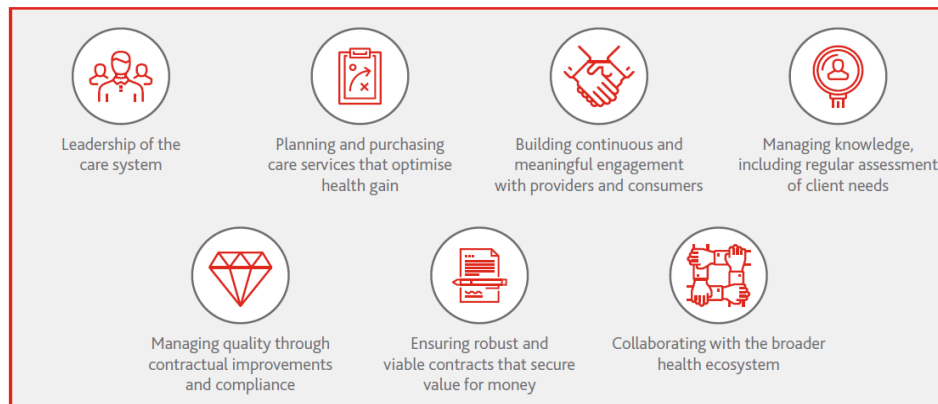 Leadership of the
care system
Planning and purchasing
care services that optimise
health gain
Building continuous and
meaningful engagement
with providers and consumers
Managing knowledge,
including regular assessment
of client needs
Managing quality through
contractual improvements
and compliance
Ensuring robust and
viable contracts that secure
value for money
Collaborating with the broader
health ecosystem